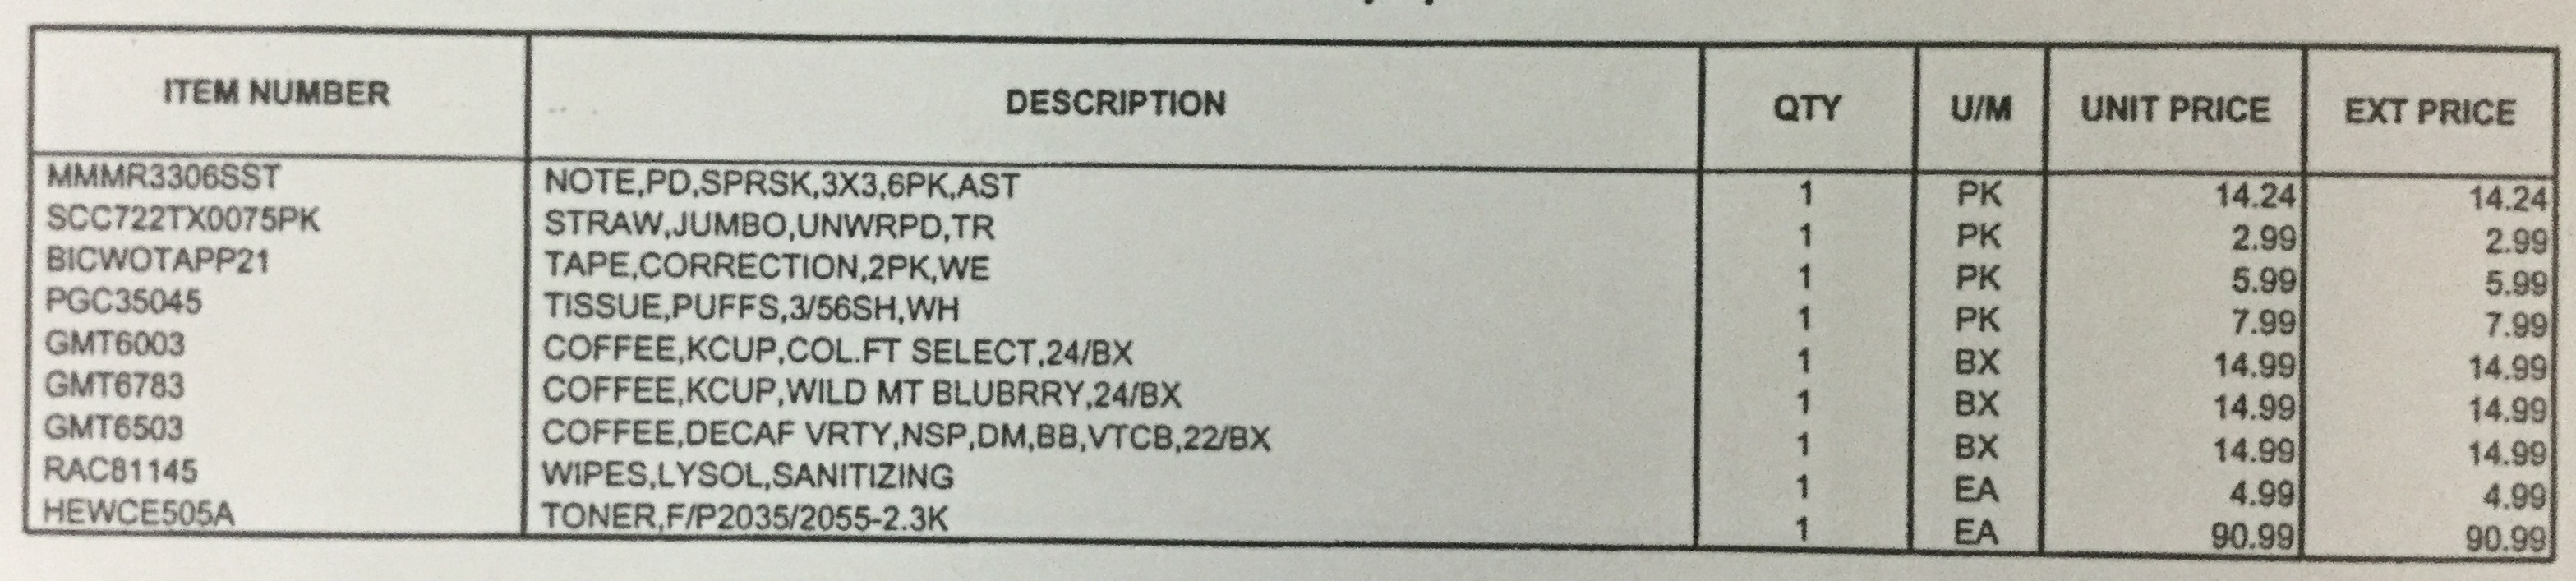 ITEM NUMBER DESCRIPTION QTY U/M UNIT PRICE EXT PRICE
MMMR3306SST NOTE,PD,SPRSK,3X3,6PK,AST 1 PK 14.24 14.24
SCC722TX0075PK STRAW,JUMBO,UNWRPD,TR 1 PK 2.99 2.99
BICWOTAPP21 TAPE,CORRECTION,2PK,WE 1 PK 5.99 5.99
PGC35045 TISSUE,PUFFS,3/56SH,WH 1 PK 7.99 7.99
GMT6003 COFFEE,KCUP,COL.FT SELECT,24/BX 1 BX 14.99 14.99
GMT6783 COFFEE,KCUP,WILD MT BLUBRRY,24/BX 1 BX 14.99 14.99
GMT6503 COFFEE,DECAF VRTY,NSP,DM,BB,VTCB,22/BX 1 BX 14.99 14.99
RAC81145 WIPES,LYSOL,SANITIZING 1 EA 4.99 4.99
HEWCE505A TONER,F/P2035/2055-2.3K 1 EA 90.99 90.99